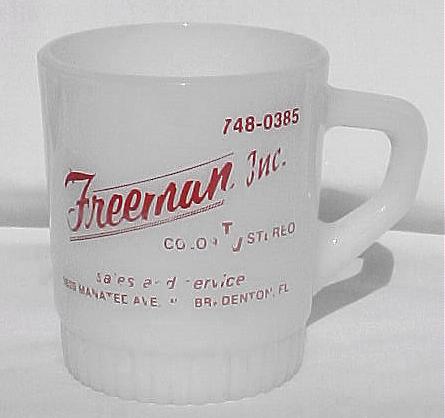 748-0385
Freeman, Inc.
COLOR TV STEREO
sales and service
MANATEE AVE. W BRADENTON, FL